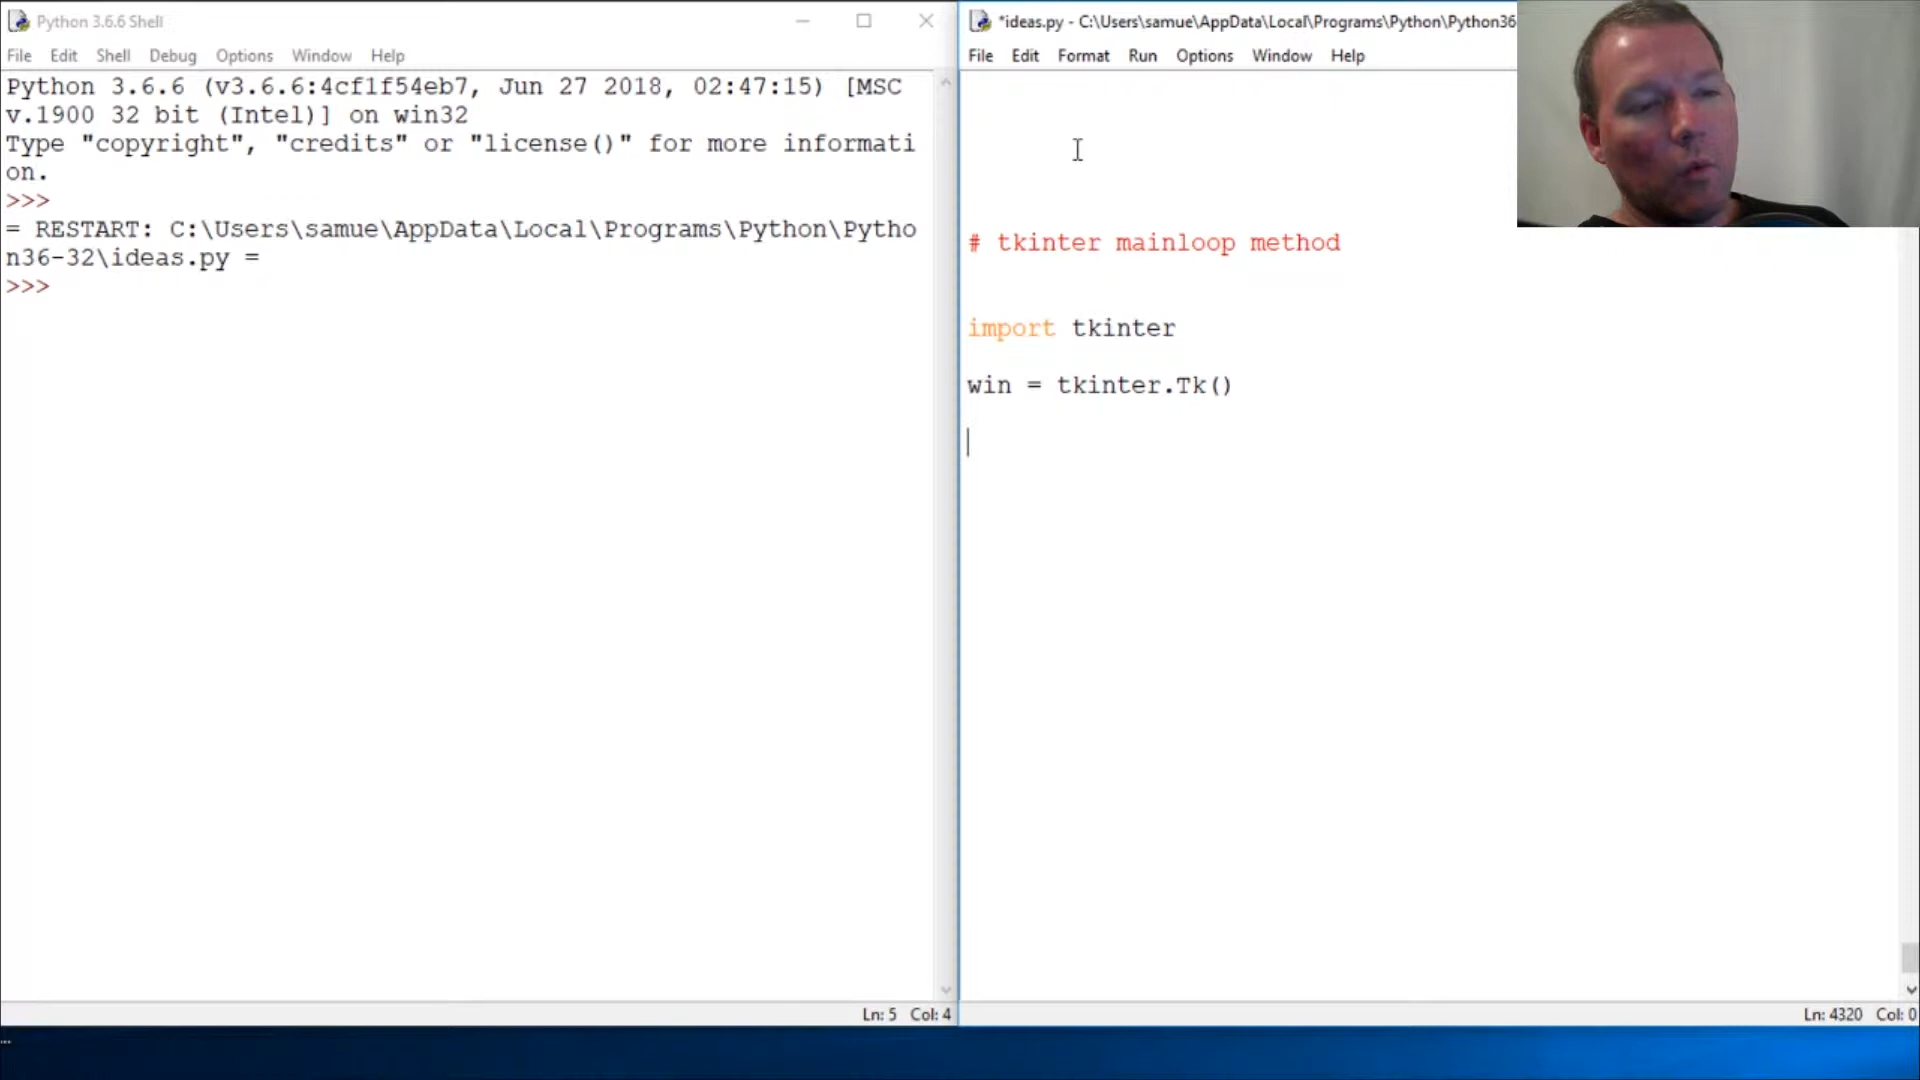 Python 3.6.6 Shell
File Edit Shell Debug Options Window Help
Python 3.6.6 (v3.6.6:4cf1f54eb7, Jun 27 2018, 02:47:15) [MSC
v.1900 32 bit (Intel)] on win32
Type "copyright", "credits" or "license()" for more informati
on.
>>>
= RESTART: C:\Users\samue\AppData\Local\Programs\Python\Pytho
n36-32\ideas.py =
>>>
Ln: 5 Col: 4
*ideas.py - C:\Users\samue\AppData\Local\Programs\Python\Python36
File Edit Format Run Options Window Help
# tkinter mainloop method
import tkinter
win = tkinter.Tk()
Ln: 4320 Col: 0
...